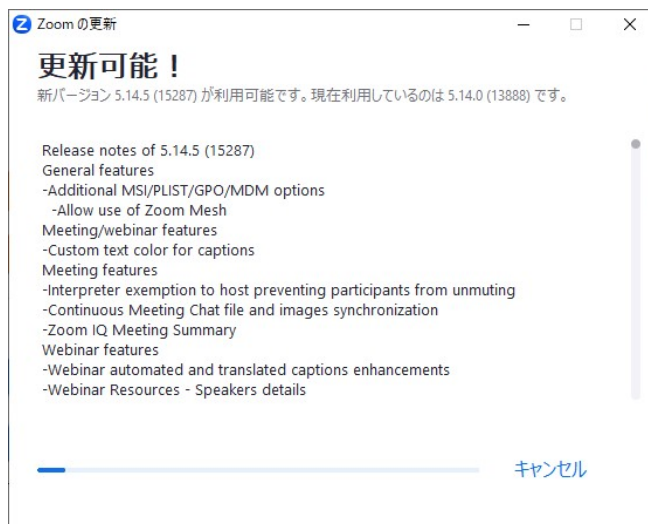 Zoom の更新
更新可能！
新バージョン 5.14.5 (15287) が利用可能です。現在利用しているのは 5.14.0 (13888) です。
Release notes of 5.14.5 (15287)
General features
-Additional MSI/PLIST/GPO/MDM options
-Allow use of Zoom Mesh
Meeting/webinar features
-Custom text color for captions
Meeting features
-Interpreter exemption to host preventing participants from unmuting
-Continuous Meeting Chat file and images synchronization
-Zoom IQ Meeting Summary
Webinar features
-Webinar automated and translated captions enhancements
-Webinar Resources - Speakers details
キャンセル